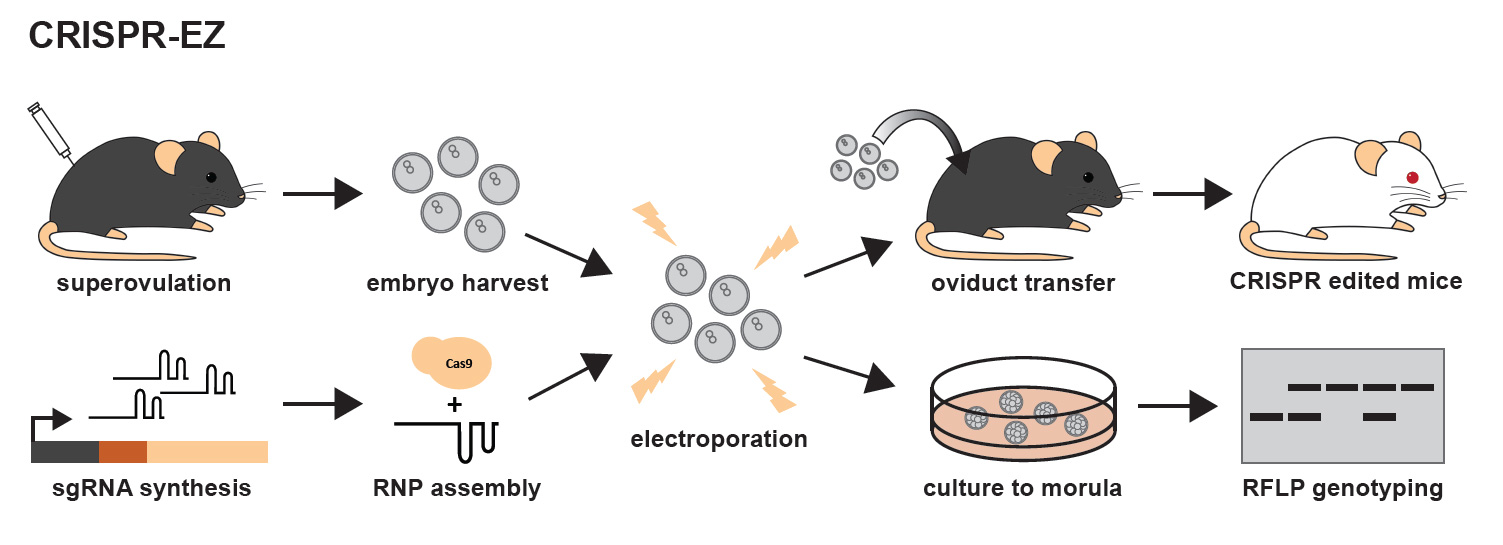 CRISPR-EZ
superovulation
embryo harvest
oviduct transfer
CRISPR edited mice
Cas9
+
electroporation
sgRNA synthesis
RNP assembly
culture to morula
RFLP genotyping